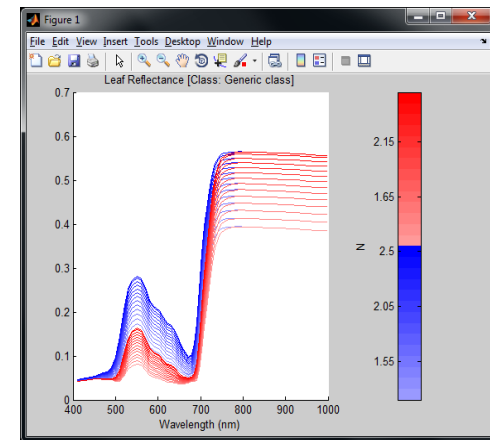 Figure 1
File Edit View Insert Tools Desktop Window Help
Leaf Reflectance [Class: Generic class]
0.7
0.6
0.5
0.4
0.3
0.2
0.1
0
400 500 600 700 800 900 1000
Wavelength (nm)
N
2.15
1.65
2.5
2.05
1.55